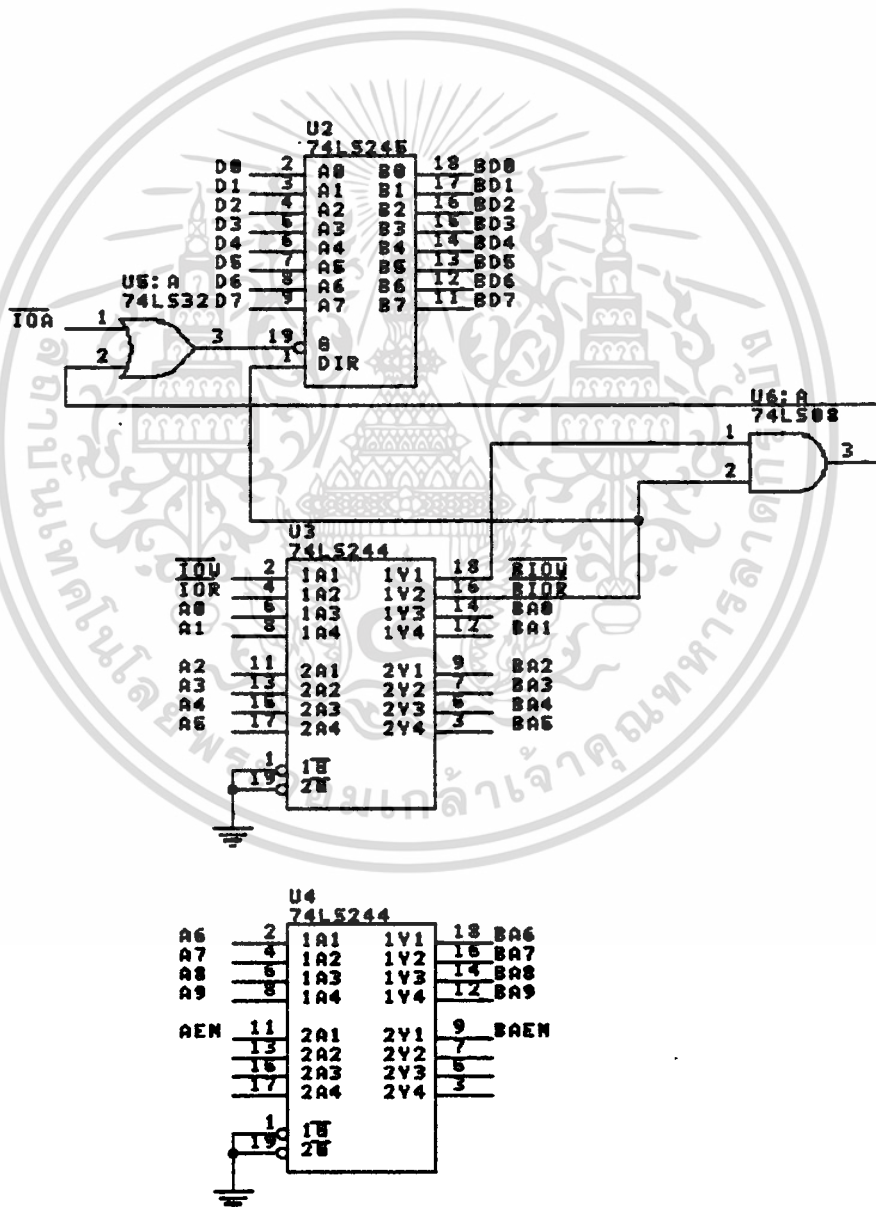 U2
74LS245
D0 2 A0 B0 18 BD0
D1 3 A1 B1 17 BD1
D2 4 A2 B2 16 BD2
D3 5 A3 B3 15 BD3
D4 6 A4 B4 14 BD4
D5 7 A5 B5 13 BD5
D6 8 A6 B6 12 BD6
D7 9 A7 B7 11 BD7
19 G
1 DIR
U5:A
74LS32
IOA 1
2
3
U6:A
74LS08
1
2
3
U3
74LS244
IOW 2 1A1 1Y1 18 BIOW
IOR 4 1A2 1Y2 16 BIOR
A0 6 1A3 1Y3 14 BA0
A1 8 1A4 1Y4 12 BA1
A2 11 2A1 2Y1 9 BA2
A3 13 2A2 2Y2 7 BA3
A4 15 2A3 2Y3 5 BA4
A5 17 2A4 2Y4 3 BA5
1 1G
19 2G
U4
74LS244
A6 2 1A1 1Y1 18 BA6
A7 4 1A2 1Y2 16 BA7
A8 6 1A3 1Y3 14 BA8
A9 8 1A4 1Y4 12 BA9
AEN 11 2A1 2Y1 9 BAEN
13 2A2 2Y2 7
15 2A3 2Y3 5
17 2A4 2Y4 3
1 1G
19 2G